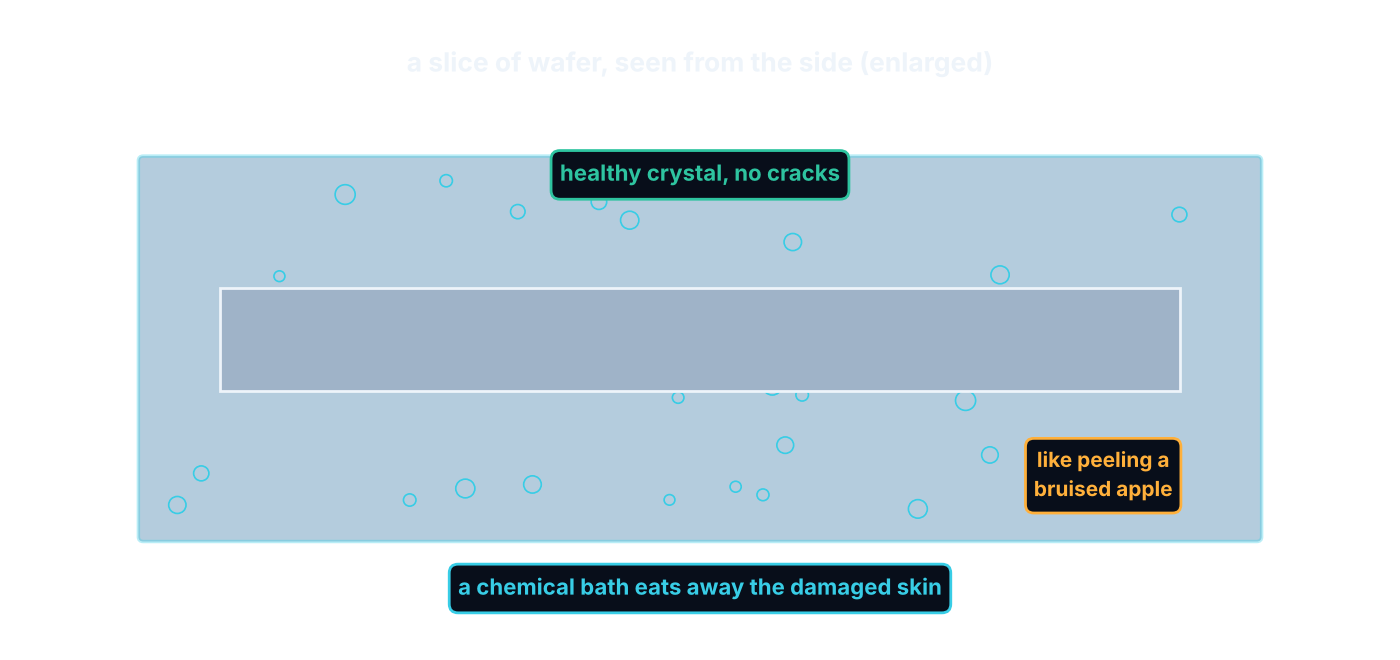 a slice of wafer, seen from the side (enlarged)
healthy crystal, no cracks
like peeling a
bruised apple
a chemical bath eats away the damaged skin